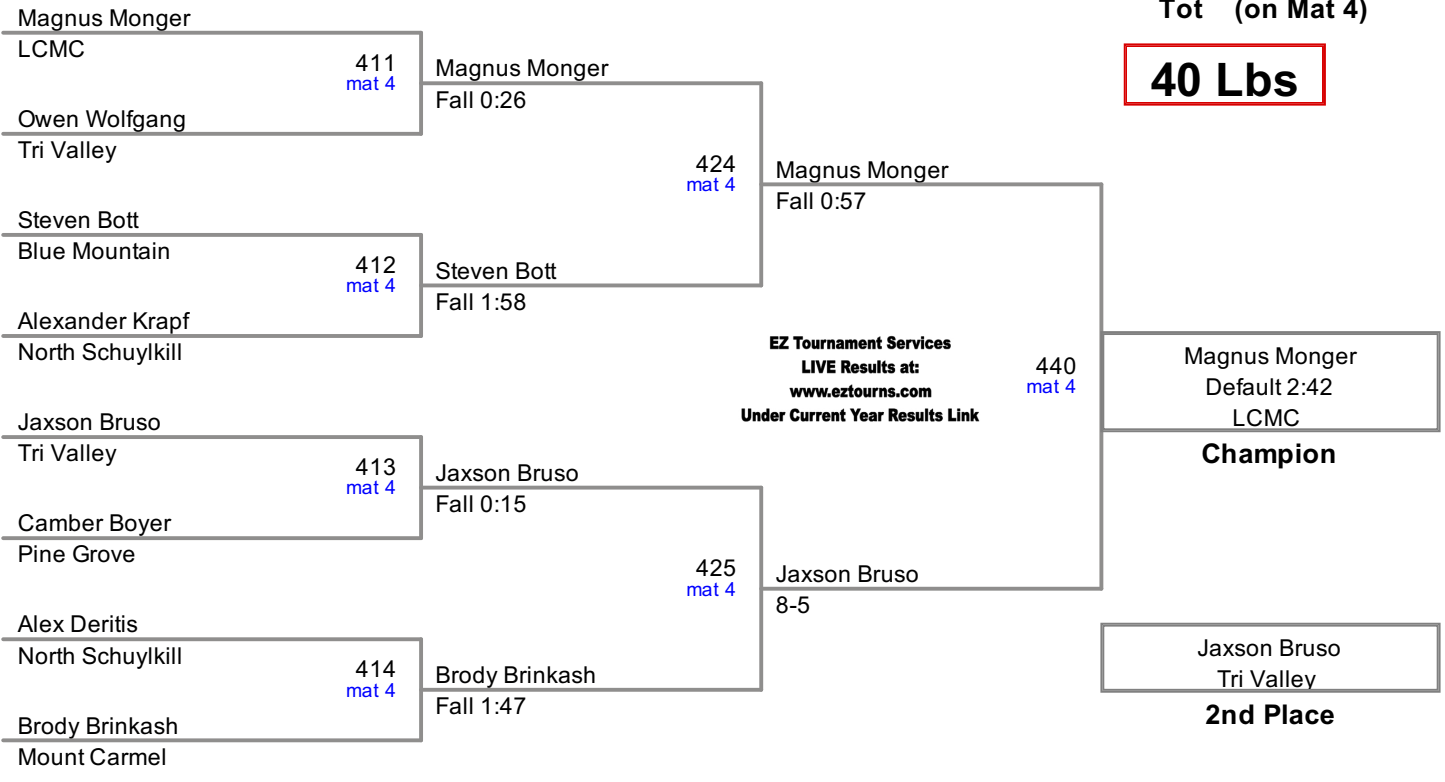 Tot (on Mat 4)
40 Lbs
Magnus Monger
LCMC
411
mat 4
Owen Wolfgang
Tri Valley
Magnus Monger
Fall 0:26
Steven Bott
Blue Mountain
412
mat 4
Alexander Krapf
North Schuylkill
Steven Bott
Fall 1:58
424
mat 4
Magnus Monger
Fall 0:57
Jaxson Bruso
Tri Valley
413
mat 4
Camber Boyer
Pine Grove
Jaxson Bruso
Fall 0:15
Alex Deritis
North Schuylkill
414
mat 4
Brody Brinkash
Mount Carmel
Brody Brinkash
Fall 1:47
425
mat 4
Jaxson Bruso
8-5
EZ Tournament Services
LIVE Results at:
www.eztourns.com
Under Current Year Results Link
440
mat 4
Magnus Monger
Default 2:42
LCMC
Champion
Jaxson Bruso
Tri Valley
2nd Place